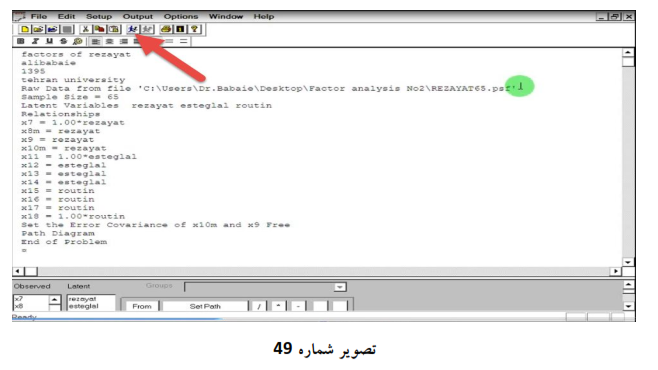 File Edit Setup Output Options Window Help
B I U S
factors of rezayat
alibabaie
1395
tehran university
Raw Data from file 'C:\Users\Dr.Babaie\Desktop\Factor analysis No2\REZAYAT65.psf'
Sample Size = 65
Latent Variables rezayat esteglal routin
Relationships
x7 = 1.00*rezayat
x8m = rezayat
x9 = rezayat
x10m = rezayat
x11 = 1.00*esteglal
x12 = esteglal
x13 = esteglal
x14 = esteglal
x15 = routin
x16 = routin
x17 = routin
x18 = 1.00*routin
Set the Error Covariance of x10m and x9 Free
Path Diagram
End of Problem
=
Observed Latent Groups
x7 rezayat
x8 esteglal From Set Path / * -
Ready
تصویر شماره 49